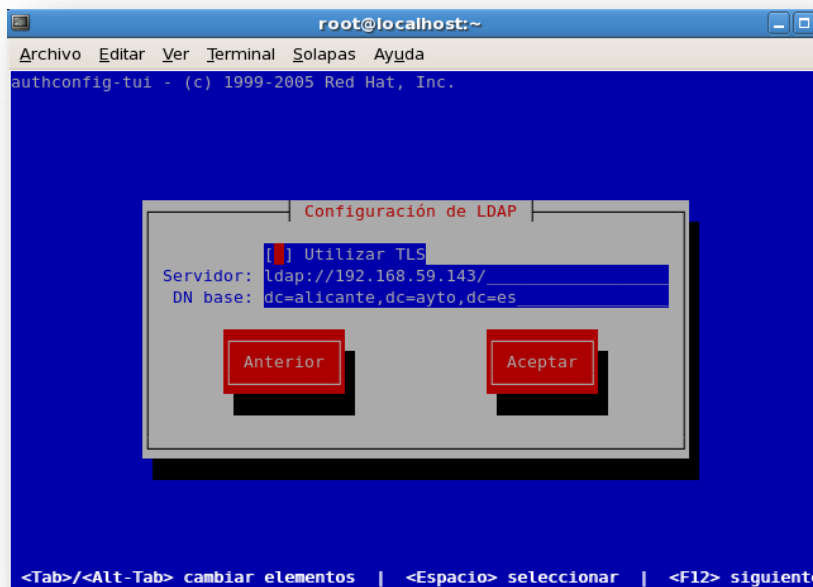 root@localhost:~
Archivo Editar Ver Terminal Solapas Ayuda
authconfig-tui - (c) 1999-2005 Red Hat, Inc.
Configuración de LDAP
[ ] Utilizar TLS
Servidor: ldap://192.168.59.143/
DN base: dc=alicante,dc=ayto,dc=es
Anterior Aceptar
<Tab>/<Alt-Tab> cambiar elementos | <Espacio> seleccionar | <F12> siguiente